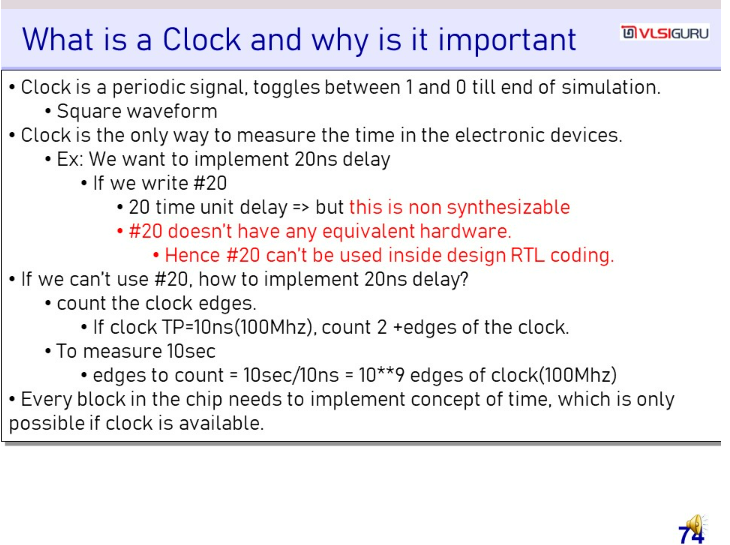 What is a Clock and why is it important
VLSIGURU
• Clock is a periodic signal, toggles between 1 and 0 till end of simulation.
• Square waveform
• Clock is the only way to measure the time in the electronic devices.
• Ex: We want to implement 20ns delay
• If we write #20
• 20 time unit delay => but this is non synthesizable
• #20 doesn't have any equivalent hardware.
• Hence #20 can't be used inside design RTL coding.
• If we can't use #20, how to implement 20ns delay?
• count the clock edges.
• If clock TP=10ns(100Mhz), count 2 +edges of the clock.
• To measure 10sec
• edges to count = 10sec/10ns = 10**9 edges of clock(100Mhz)
• Every block in the chip needs to implement concept of time, which is only
possible if clock is available.
74